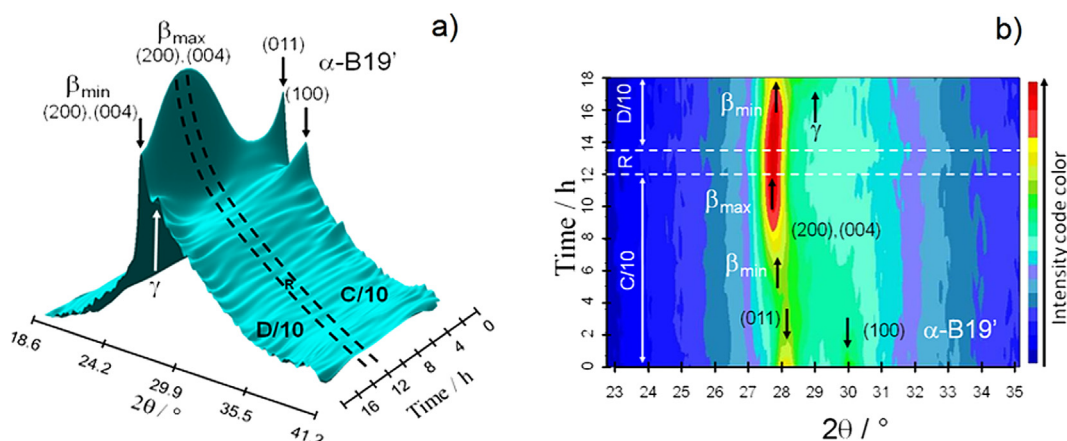 a)
βmax
(200),(004)
βmin
(200),(004)
(011)
α-B19'
(100)
γ
R
C/10
D/10
18.6
24.2
29.9
35.5
41.2
2θ / °
16
12
8
4
0
Time / h
b)
18
16
14
12
10
8
6
4
2
0
Time / h
D/10
R
C/10
βmin
γ
βmax
(200),(004)
βmin
(011)
(100)
α-B19'
23
24
25
26
27
28
29
30
31
32
33
34
35
2θ / °
Intensity code color